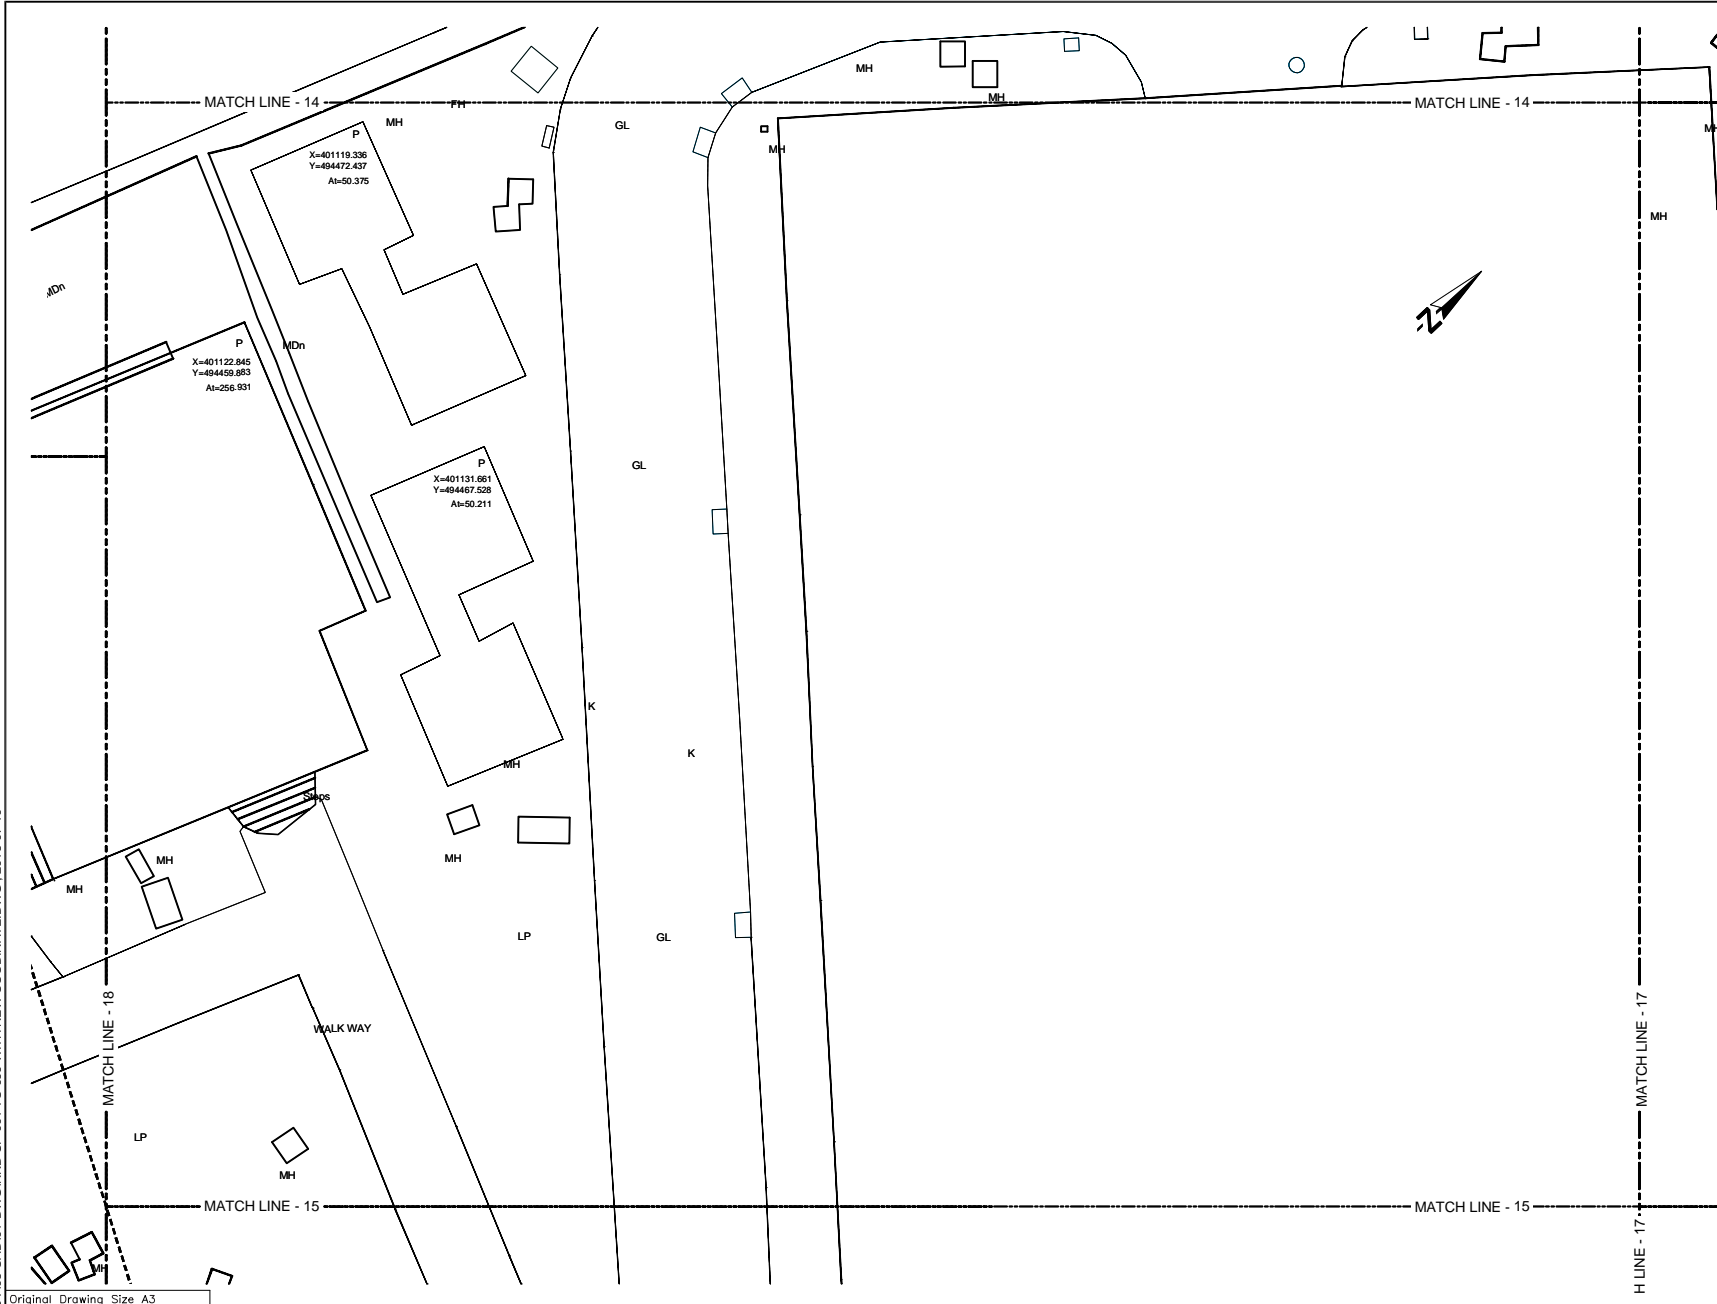 MH
FH
MATCH LINE - 14
MH
MATCH LINE - 14
MH
GL
P
MH
X=401119.336
Y=494472.437
At=50.375
MH
MDn
P
MDn
X=401122.845
Y=494459.883
At=256.931
N
P
GL
X=401131.661
Y=494467.528
At=50.211
K
K
MH
Steps
MH
MH
MH
LP
GL
WALK WAY
MATCH LINE - 18
MATCH LINE - 17
LP
MH
MATCH LINE - 15
MATCH LINE - 15
H LINE - 17
MH
Original Drawing Size A3